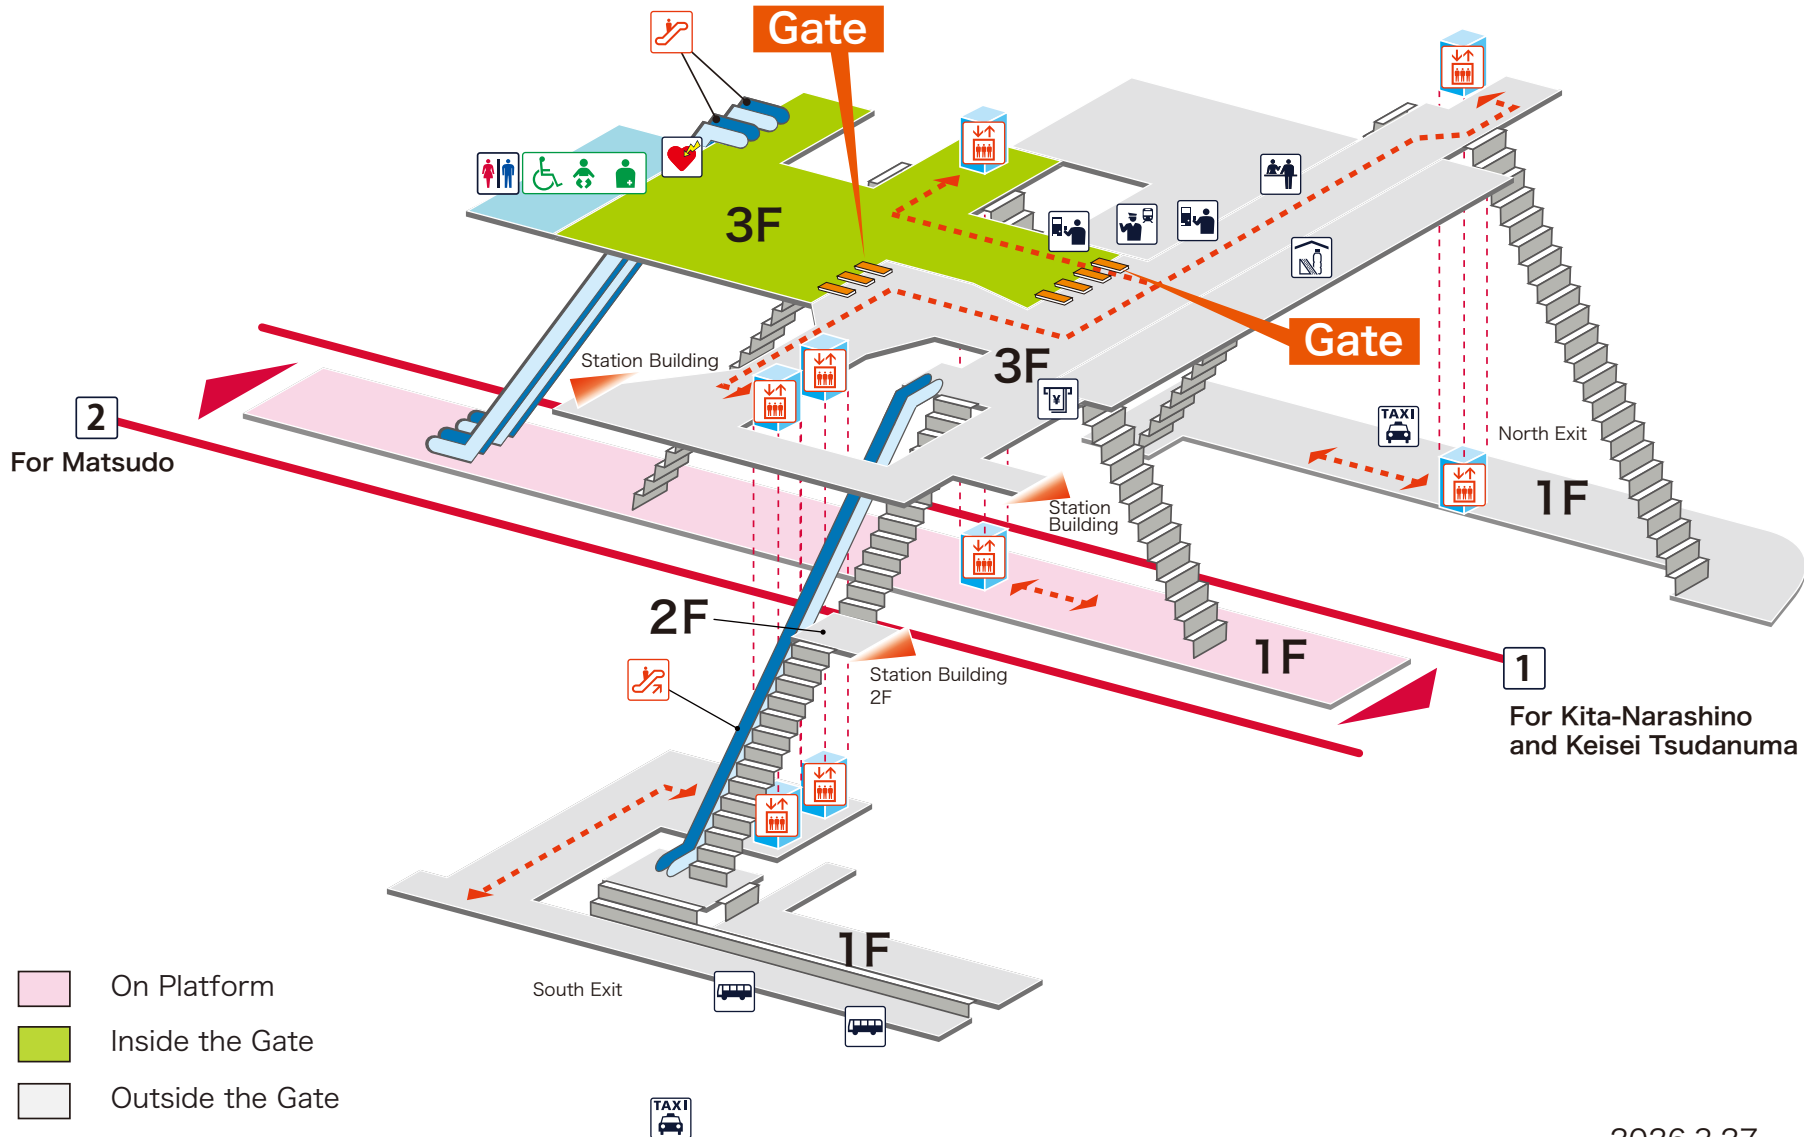 Gate
3F
Gate
3F
Station Building
2
For Matsudo
¥
TAXI
North Exit
1F
Station
Building
2F
1F
Station Building
2F
1
For Kita-Narashino
and Keisei Tsudanuma
1F
South Exit
On Platform
Inside the Gate
Outside the Gate
TAXI